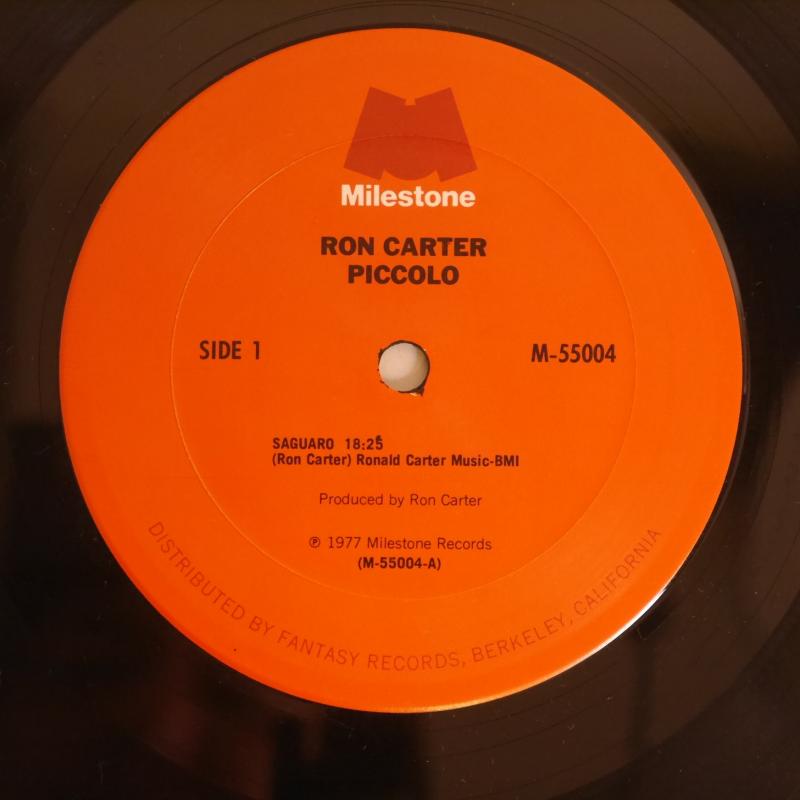 Milestone
RON CARTER
PICCOLO
SIDE 1
M-55004
SAGUARO 18:25
(Ron Carter) Ronald Carter Music-BMI
Produced by Ron Carter
℗ 1977 Milestone Records
(M-55004-A)
DISTRIBUTED BY FANTASY RECORDS, BERKELEY, CALIFORNIA